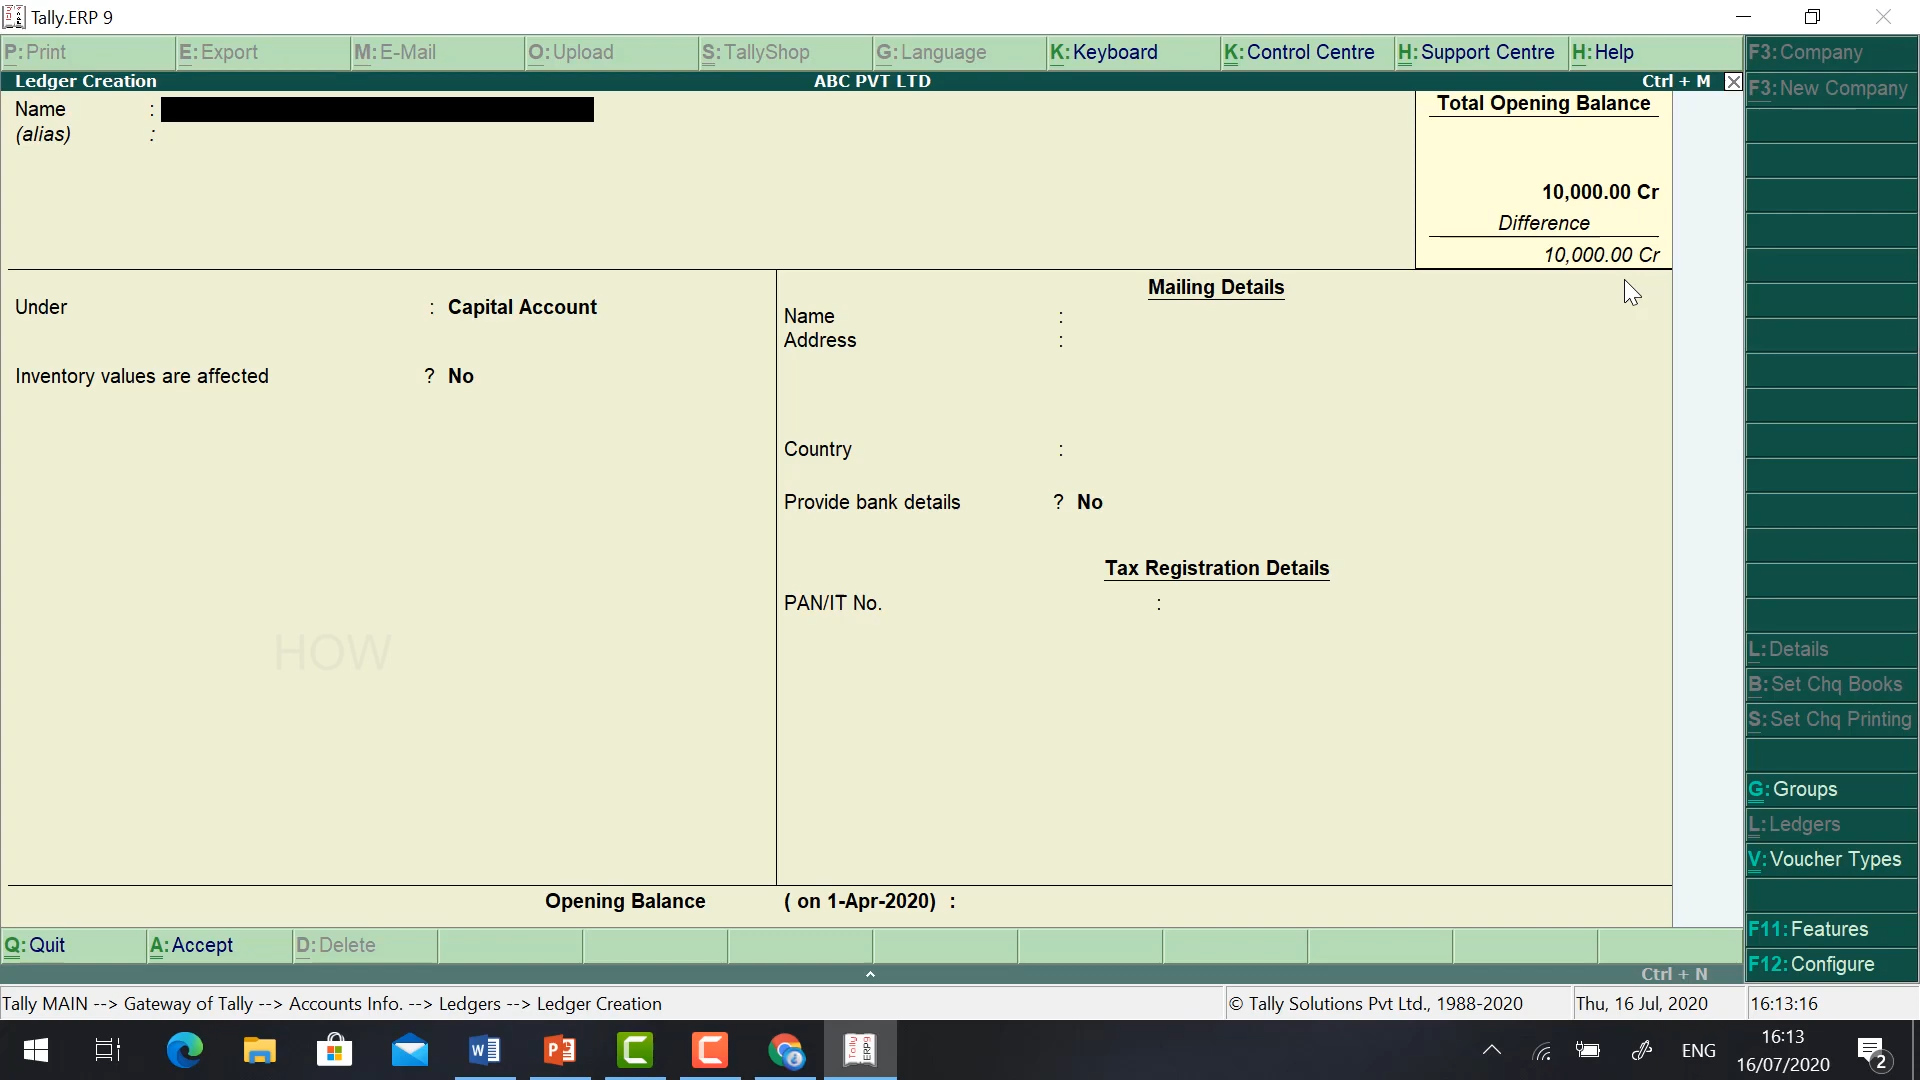 Tally.ERP 9
P: Print E: Export M: E-Mail O: Upload S: TallyShop G: Language K: Keyboard K: Control Centre H: Support Centre H: Help F3: Company
Ledger Creation ABC PVT LTD Ctrl + M
F3: New Company
Name :
(alias) :
Total Opening Balance
10,000.00 Cr
Difference
10,000.00 Cr
Under : Capital Account
Inventory values are affected ? No
Mailing Details
Name :
Address :
Country :
Provide bank details ? No
Tax Registration Details
PAN/IT No. :
HOW
L: Details
B: Set Chq Books
S: Set Chq Printing
G: Groups
L: Ledgers
V: Voucher Types
F11: Features
F12: Configure
Opening Balance ( on 1-Apr-2020) :
Q: Quit A: Accept D: Delete
Ctrl + N
Tally MAIN --> Gateway of Tally --> Accounts Info. --> Ledgers --> Ledger Creation © Tally Solutions Pvt Ltd., 1988-2020 Thu, 16 Jul, 2020 16:13:16
Tally ERP9
ENG
16:13
16/07/2020
2